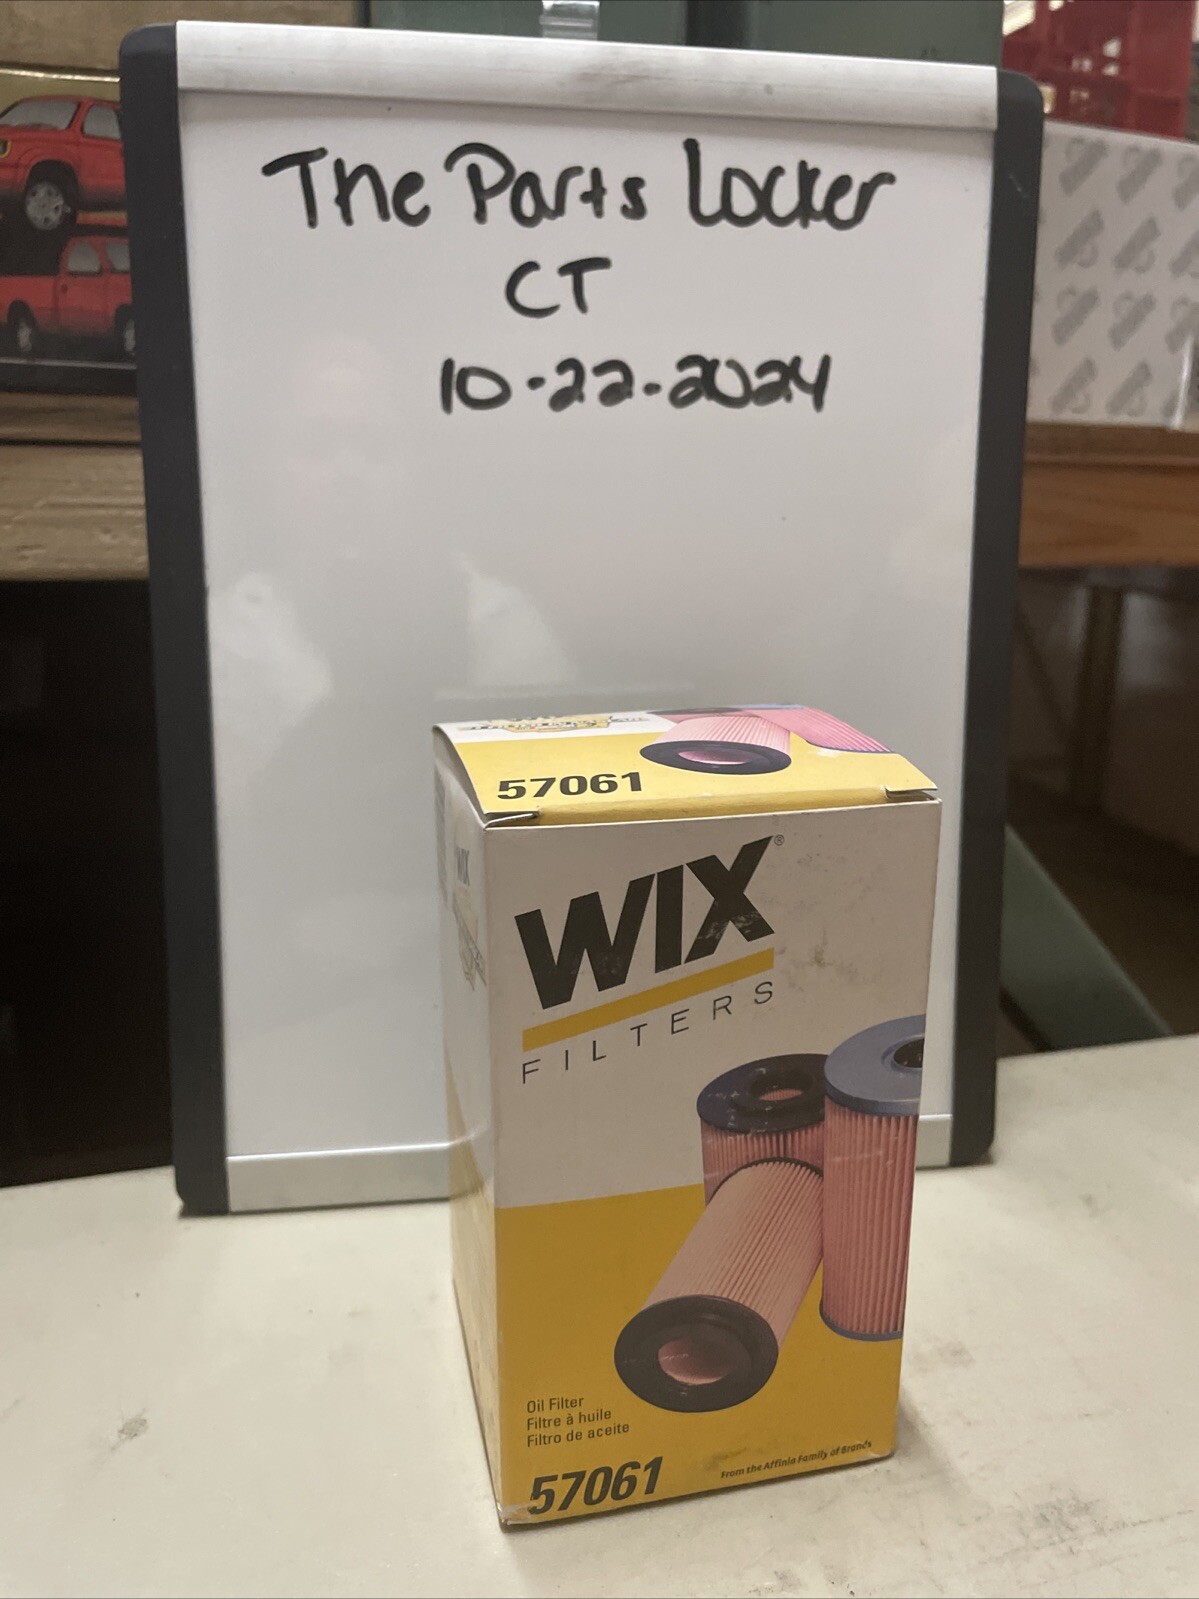 The Parts Locker
CT
10-22-2024
57061
WIX®
FILTERS
WIX
Oil Filter
Filtre à huile
Filtro de aceite
57061
From the Affinia Family of Brands